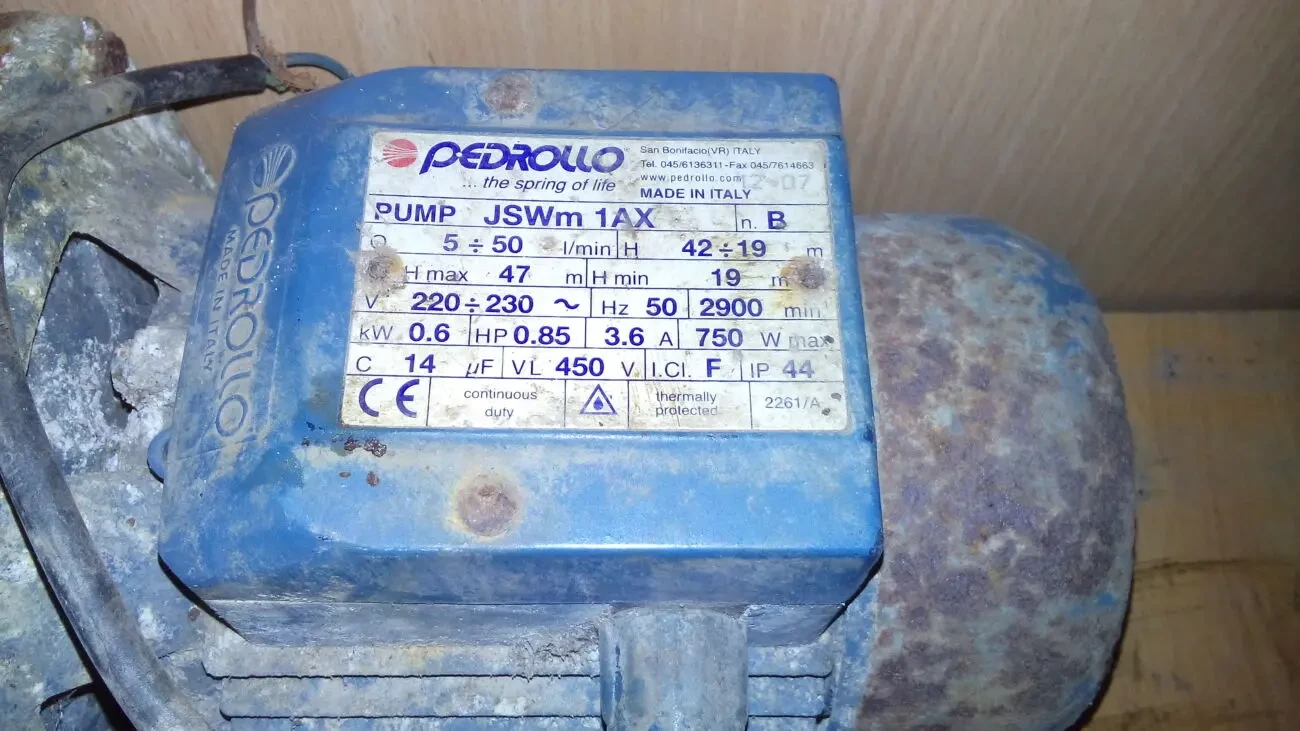 PEDROLLO
... the spring of life
San Bonifacio(VR) ITALY
Tel. 045/6136311-Fax 045/7614663
www.pedrollo.com
12-07
MADE IN ITALY
PUMP JSWm 1AX n. B
Q 5÷50 l/min H 42÷19 m
H max 47 m H min 19 m
V 220÷230 ~ Hz 50 2900 min
kW 0.6 HP 0.85 3.6 A 750 W max
C 14 µF VL 450 V I.Cl. F IP 44
CE continuous duty thermally protected 2261/A
PEDROLLO
MADE IN ITALY